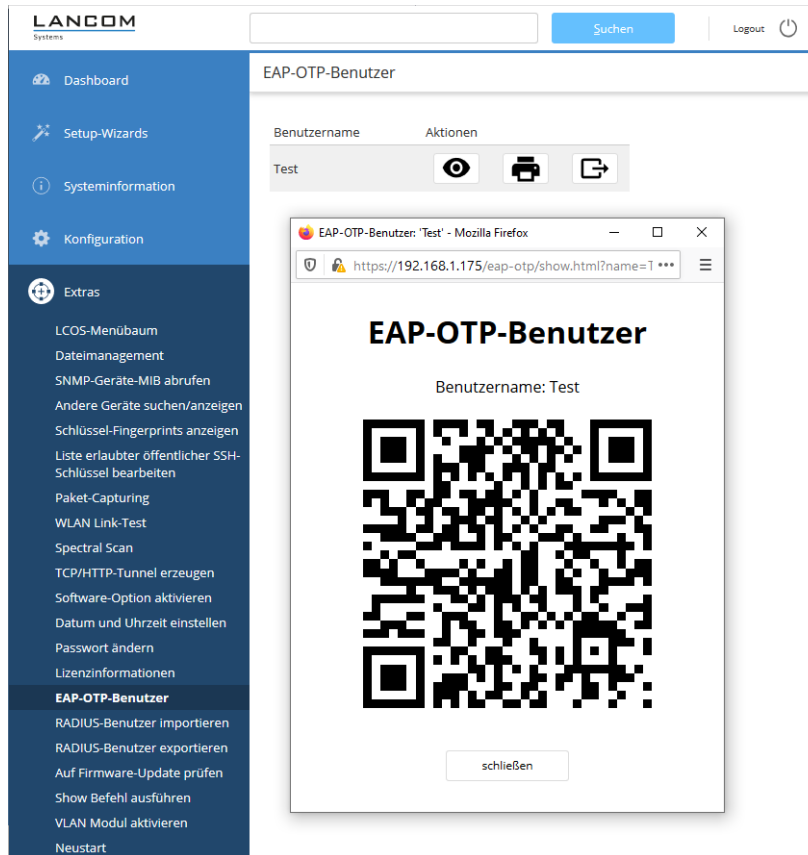 LANCOM
Systems
Suchen
Logout
Dashboard
Setup-Wizards
Systeminformation
Konfiguration
Extras
LCOS-Menübaum
Dateimanagement
SNMP-Geräte-MIB abrufen
Andere Geräte suchen/anzeigen
Schlüssel-Fingerprints anzeigen
Liste erlaubter öffentlicher SSH-
Schlüssel bearbeiten
Paket-Capturing
WLAN Link-Test
Spectral Scan
TCP/HTTP-Tunnel erzeugen
Software-Option aktivieren
Datum und Uhrzeit einstellen
Passwort ändern
Lizenzinformationen
EAP-OTP-Benutzer
RADIUS-Benutzer importieren
RADIUS-Benutzer exportieren
Auf Firmware-Update prüfen
Show Befehl ausführen
VLAN Modul aktivieren
Neustart
EAP-OTP-Benutzer
Benutzername Aktionen
Test
EAP-OTP-Benutzer: 'Test' - Mozilla Firefox
https://192.168.1.175/eap-otp/show.html?name=T
EAP-OTP-Benutzer
Benutzername: Test
schließen